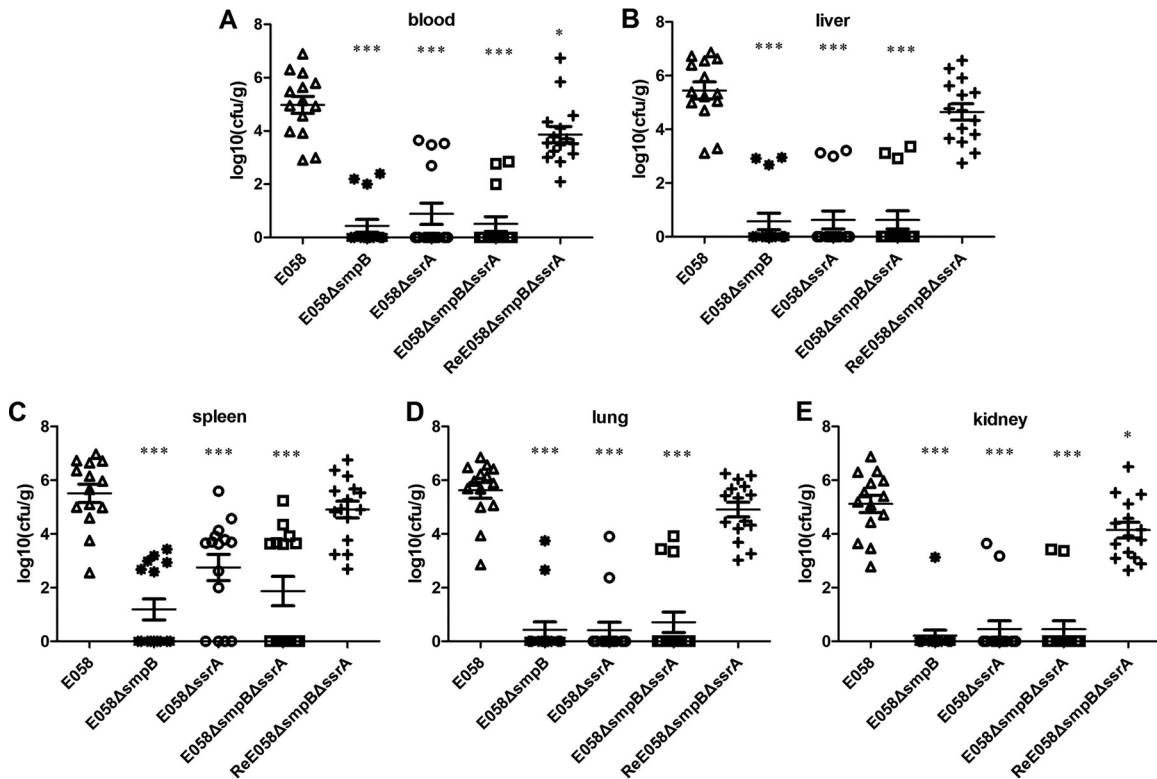 A
blood
log10(cfu/g)
8
6
4
2
0
***
***
***
*
E058
E058ΔsmpB
E058ΔssrA
E058ΔsmpBΔssrA
ReE058ΔsmpBΔssrA
B
liver
log10(cfu/g)
8
6
4
2
0
***
***
***
E058
E058ΔsmpB
E058ΔssrA
E058ΔsmpBΔssrA
ReE058ΔsmpBΔssrA
C
spleen
log10(cfu/g)
8
6
4
2
0
***
***
***
E058
E058ΔsmpB
E058ΔssrA
E058ΔsmpBΔssrA
ReE058ΔsmpBΔssrA
D
lung
log10(cfu/g)
8
6
4
2
0
***
***
***
E058
E058ΔsmpB
E058ΔssrA
E058ΔsmpBΔssrA
ReE058ΔsmpBΔssrA
E
kidney
log10(cfu/g)
8
6
4
2
0
***
***
***
*
E058
E058ΔsmpB
E058ΔssrA
E058ΔsmpBΔssrA
ReE058ΔsmpBΔssrA